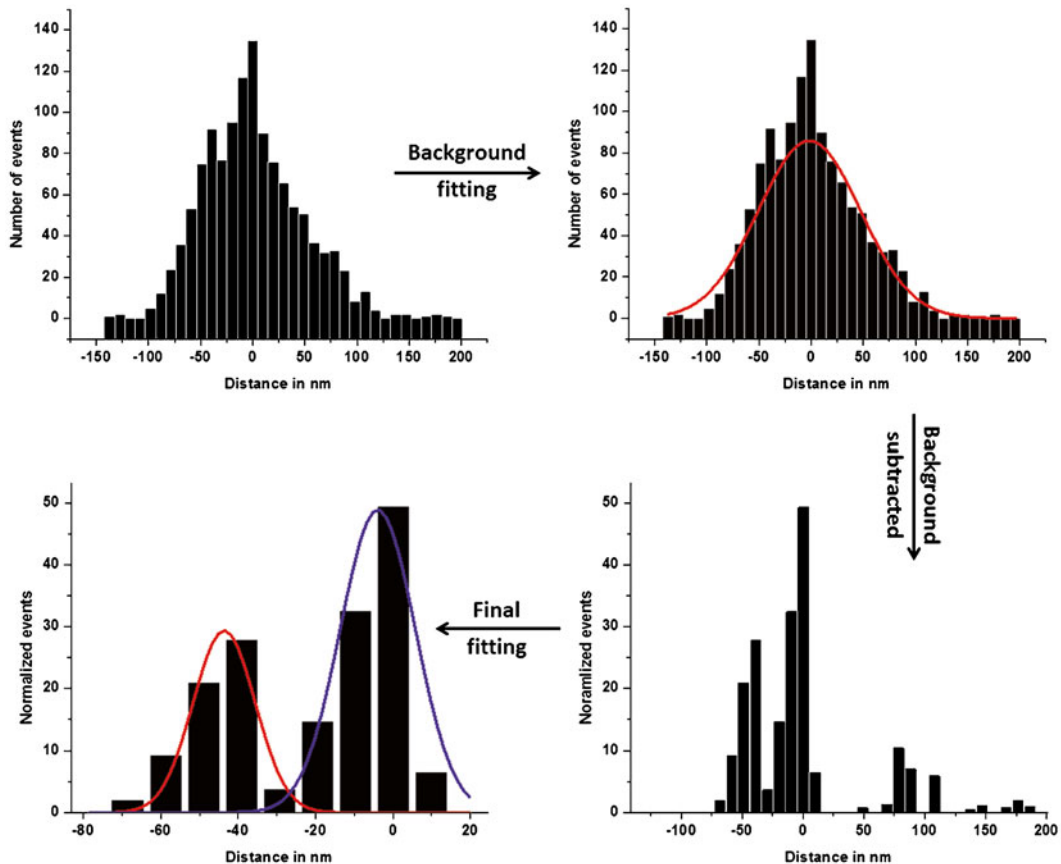 140
120
100
80
60
40
20
0
Number of events
-150 -100 -50 0 50 100 150 200
Distance in nm
Background
fitting
140
120
100
80
60
40
20
0
Number of events
-150 -100 -50 0 50 100 150 200
Distance in nm
Background
subtracted
50
40
30
20
10
0
Normalized events
-80 -60 -40 -20 0 20
Distance in nm
Final
fitting
50
40
30
20
10
0
Noramlized events
-100 -50 0 50 100 150 200
Distance in nm